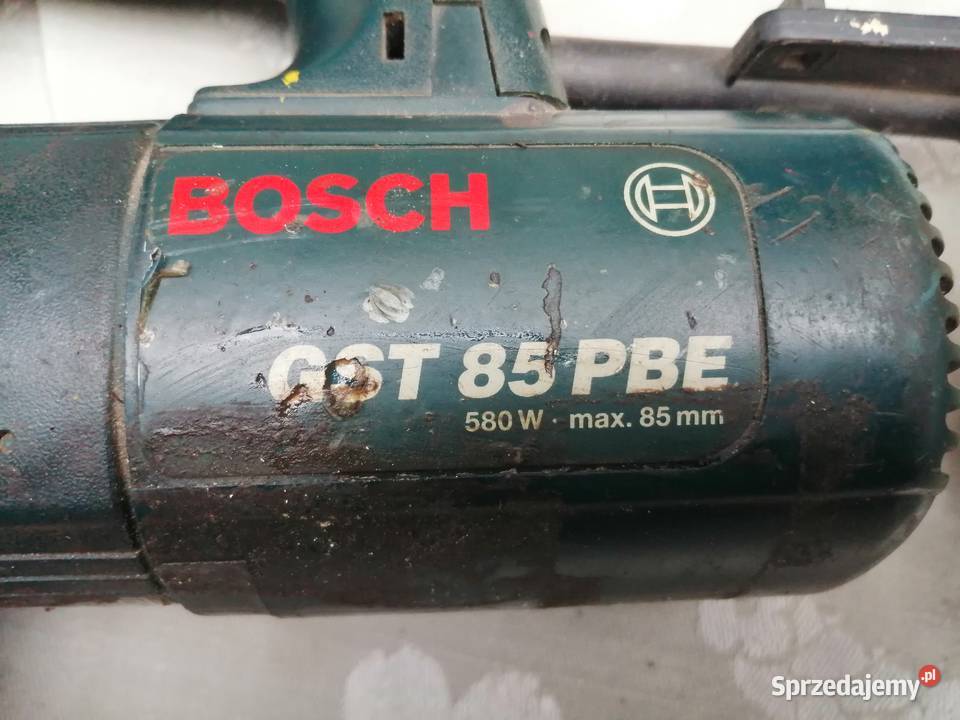 BOSCH
GST 85 PBE
580 W · max. 85 mm
Sprzedajemy.pl